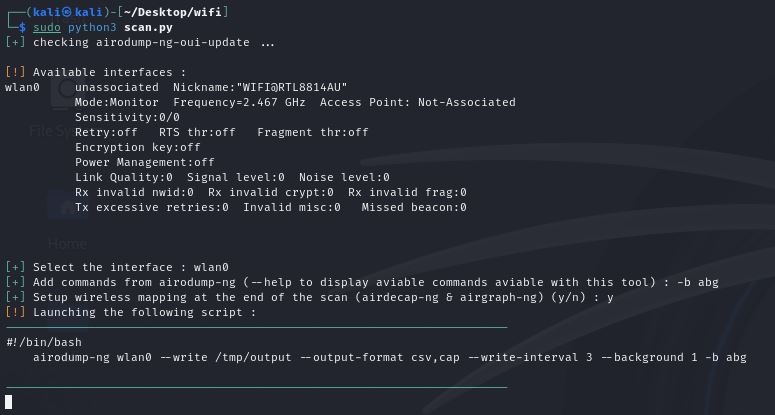 ┌──(kali㉿kali)-[~/Desktop/wifi]
└─$ sudo python3 scan.py
[+] checking airodump-ng-oui-update ...
[!] Available interfaces :
wlan0     unassociated  Nickname:"WIFI@RTL8814AU"
          Mode:Monitor  Frequency=2.467 GHz  Access Point: Not-Associated
          Sensitivity:0/0
          Retry:off   RTS thr:off   Fragment thr:off
          Encryption key:off
          Power Management:off
          Link Quality:0  Signal level:0  Noise level:0
          Rx invalid nwid:0  Rx invalid crypt:0  Rx invalid frag:0
          Tx excessive retries:0  Invalid misc:0   Missed beacon:0
Home
[+] Select the interface : wlan0
[+] Add commands from airodump-ng (--help to display aviable commands aviable with this tool) : -b abg
[+] Setup wireless mapping at the end of the scan (airdecap-ng & airgraph-ng) (y/n) : y
[!] Launching the following script :
#!/bin/bash
    airodump-ng wlan0 --write /tmp/output --output-format csv,cap --write-interval 3 --background 1 -b abg